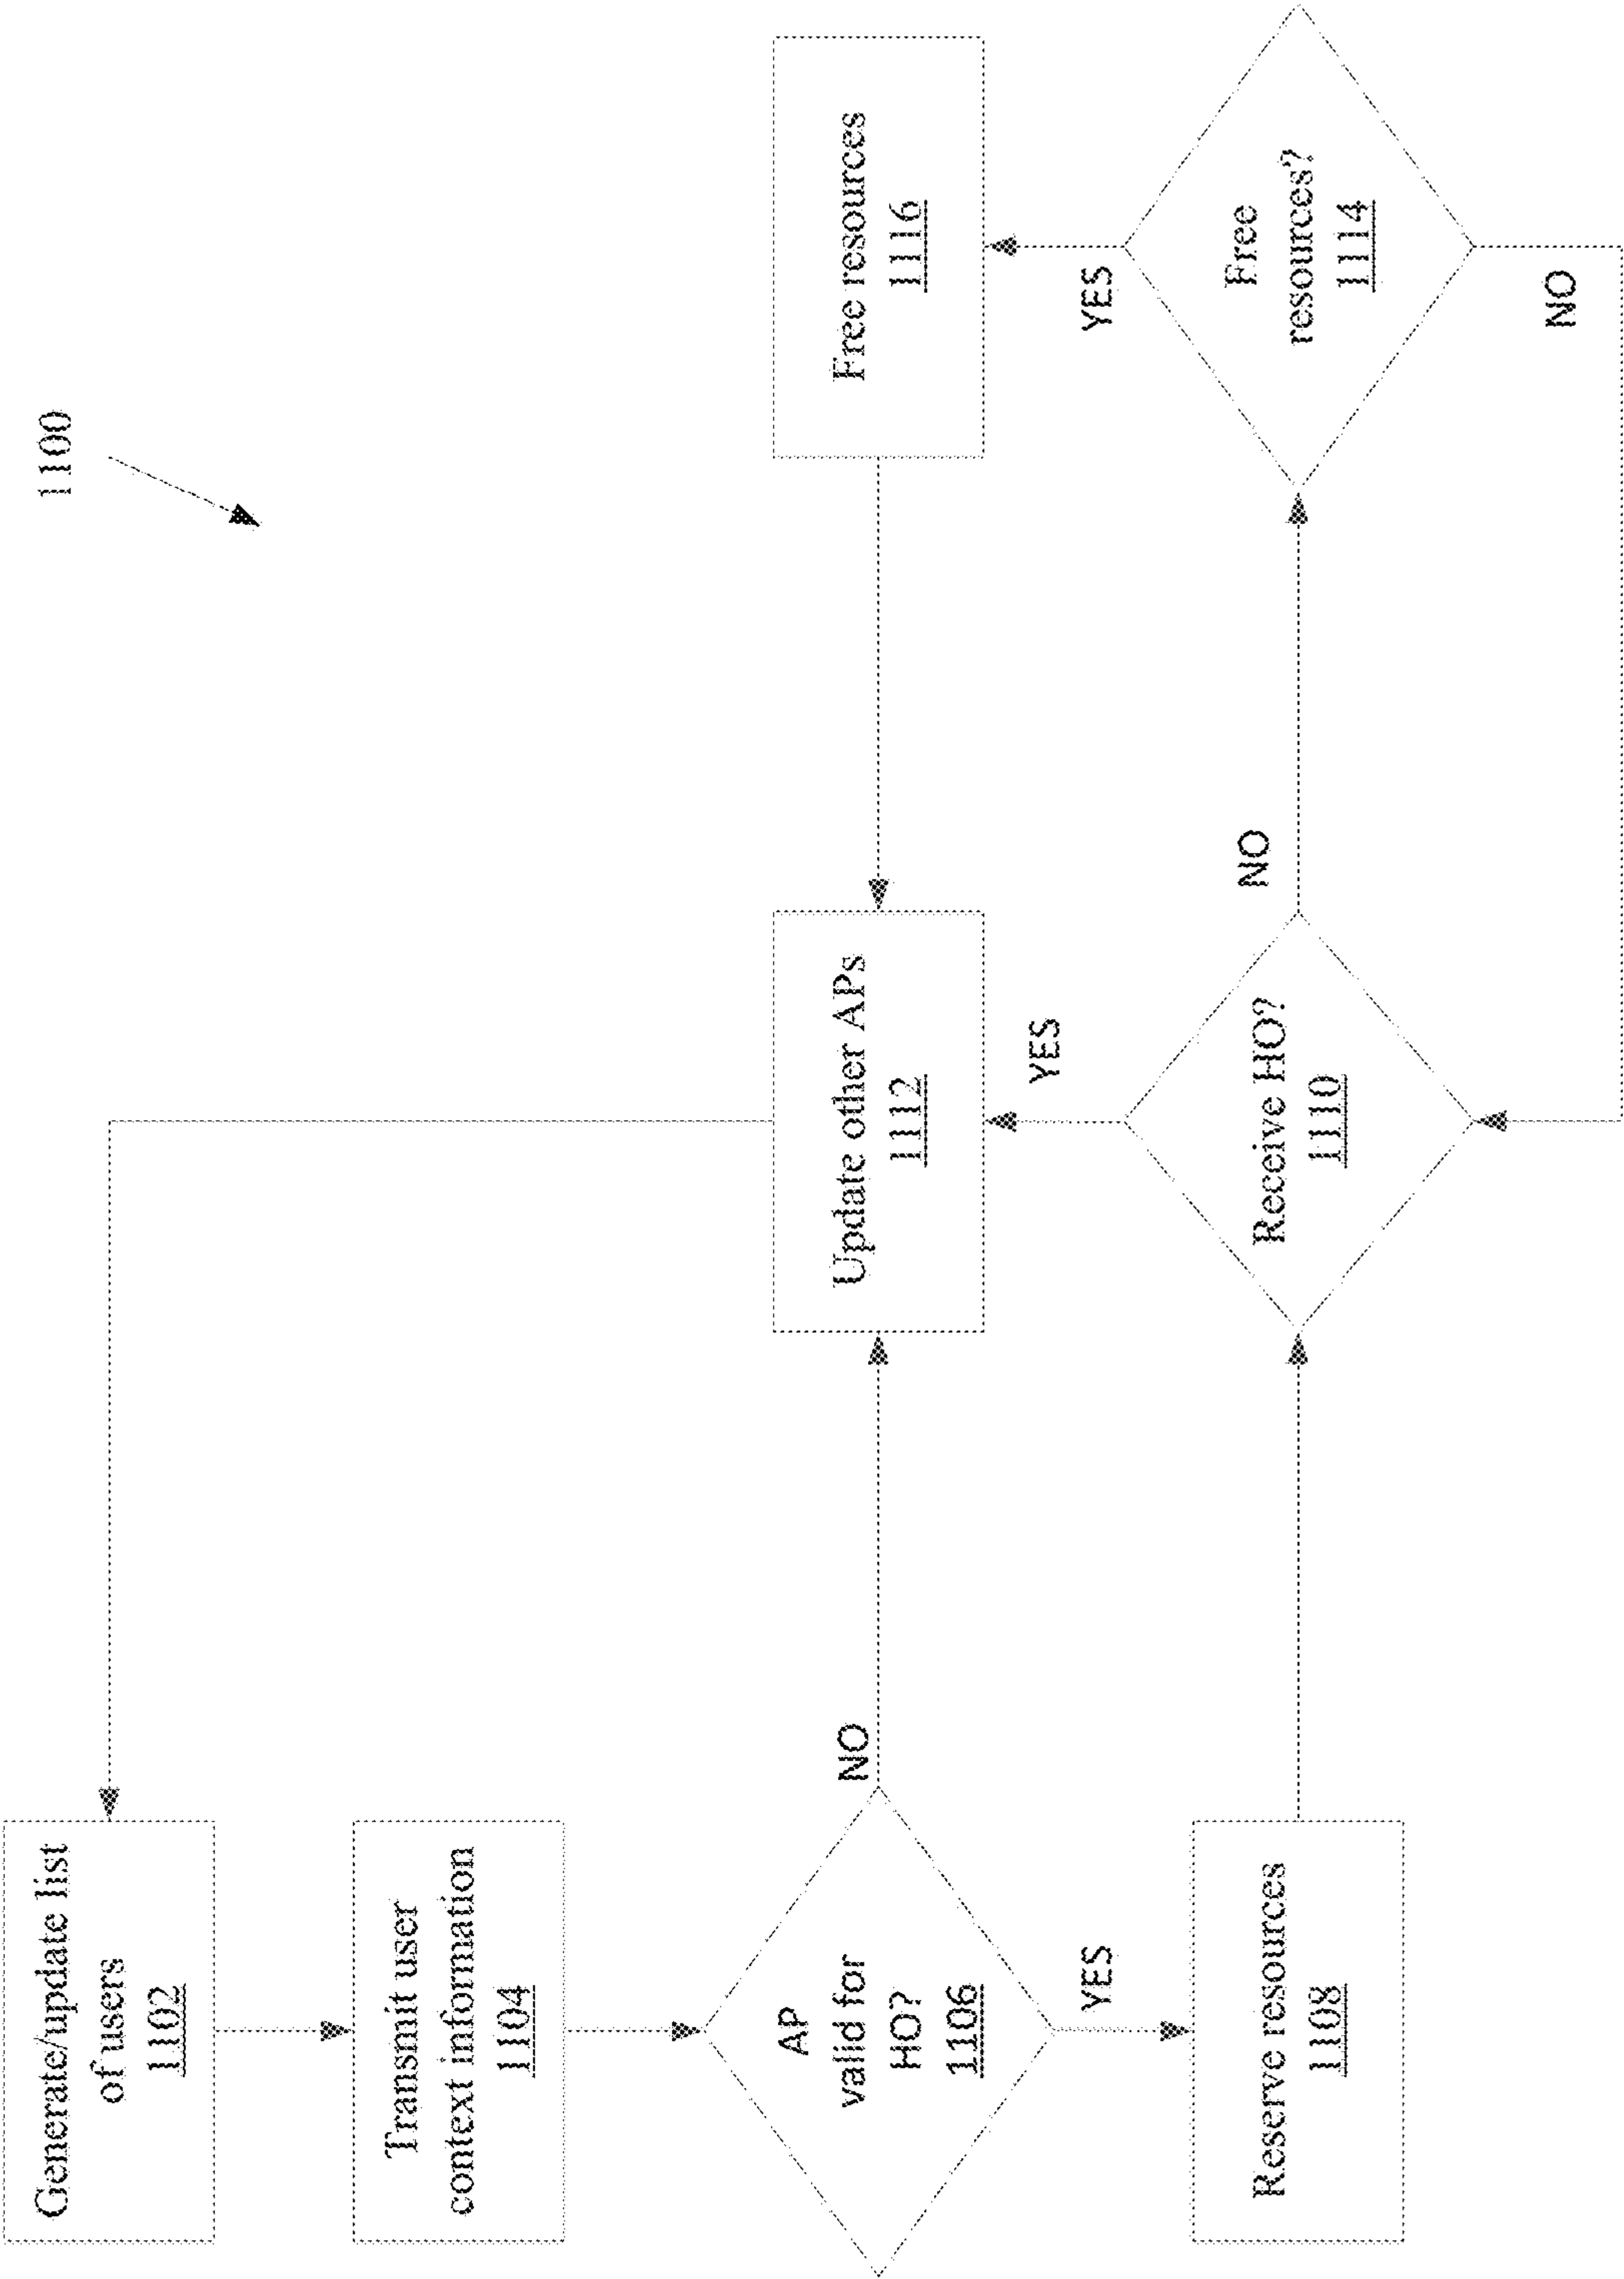 1100
Generate/update list
of users
1102
Transmit user
context information
1104
AP
valid for
HO?
1106
NO
YES
Reserve resources
1108
Update other APs
1112
YES
Receive HO?
1110
NO
Free resources
1116
YES
Free
resources?
1114
NO